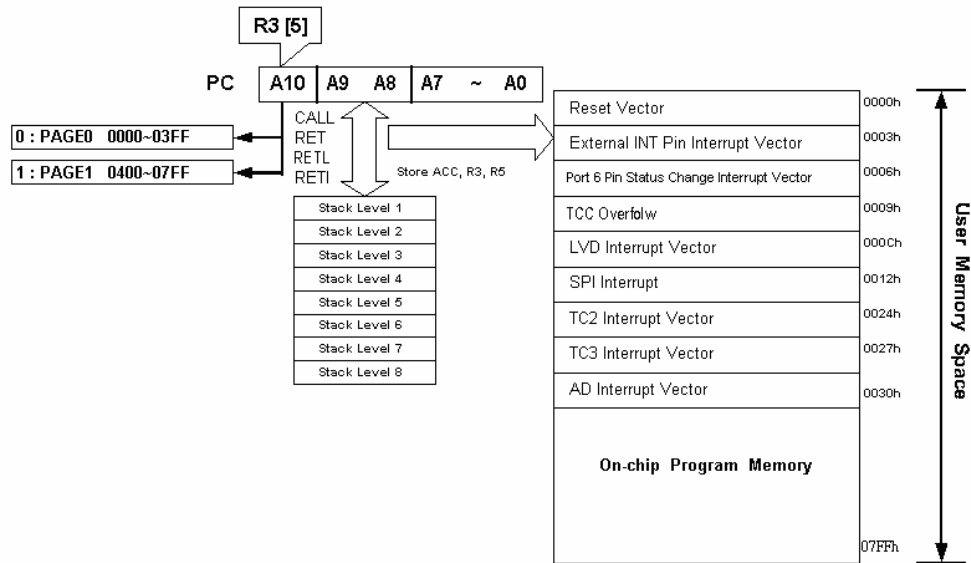 R3 [5]
PC A10 A9 A8 A7 ~ A0
0 : PAGE0 0000~03FF
1 : PAGE1 0400~07FF
CALL
RET
RETL
RETI
Store ACC, R3, R5
Stack Level 1
Stack Level 2
Stack Level 3
Stack Level 4
Stack Level 5
Stack Level 6
Stack Level 7
Stack Level 8
Reset Vector 0000h
External INT Pin Interrupt Vector 0003h
Port 6 Pin Status Change Interrupt Vector 0006h
TCC Overfolw 0009h
LVD Interrupt Vector 000Ch
SPI Interrupt 0012h
TC2 Interrupt Vector 0024h
TC3 Interrupt Vector 0027h
AD Interrupt Vector 0030h
On-chip Program Memory
07FFh
User Memory Space